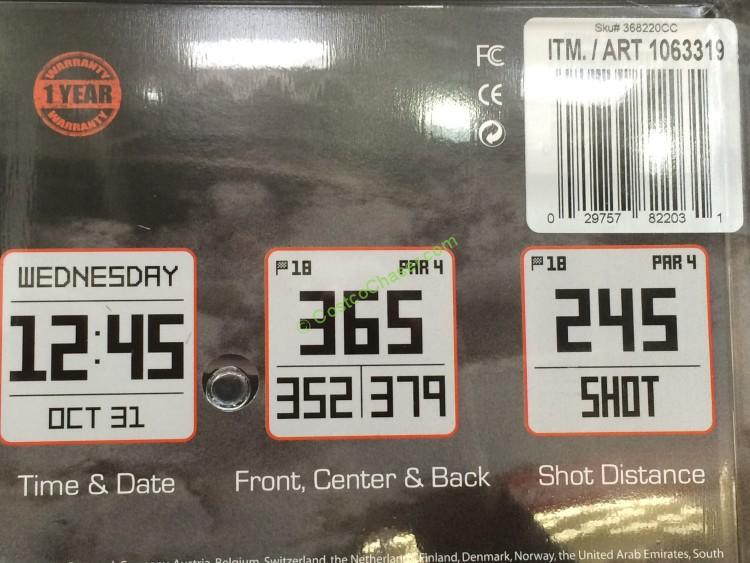 Sku# 368220CC
ITM. / ART 1063319
0 29757 82203 1
WARRANTY
1 YEAR
WARRANTY
FC
CE
WEDNESDAY
12:45
OCT 31
Time & Date
18 PAR 4
365
352 379
Front, Center & Back
18 PAR 4
245
SHOT
Shot Distance
© CostcoChaser.com
Austria, Belgium, Switzerland, the Netherlands, Finland, Denmark, Norway, the United Arab Emirates, South